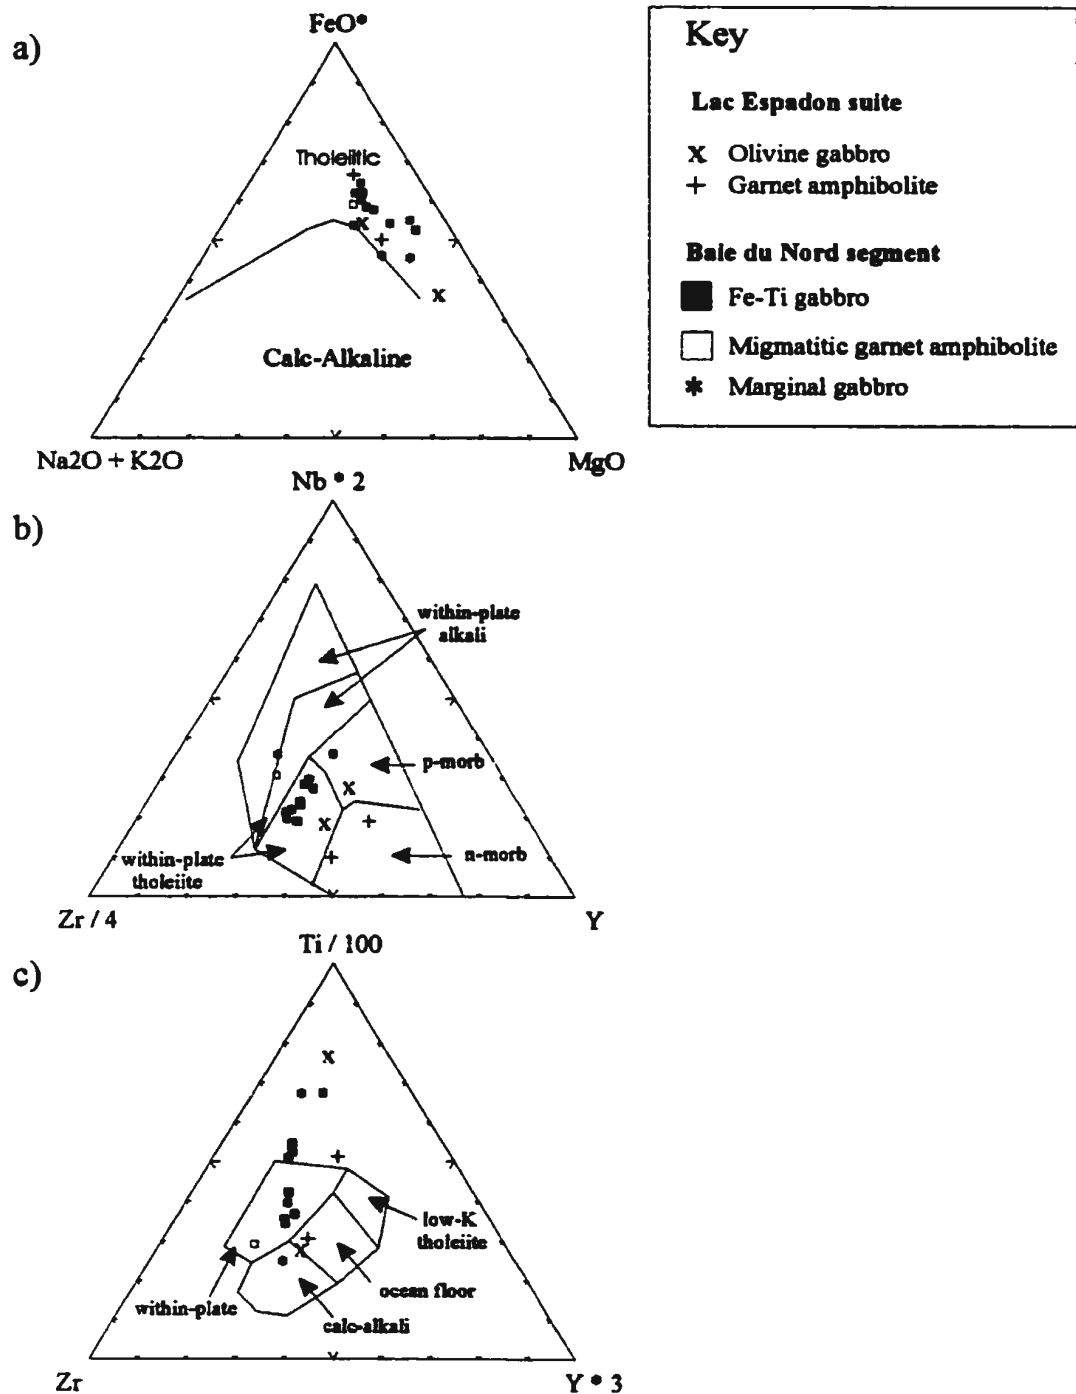 a)
FeO*
Tholeiitic
Calc-Alkaline
Na2O + K2O
MgO
Key
Lac Espadon suite
x Olivine gabbro
+ Garnet amphibolite
Baie du Nord segment
Fe-Ti gabbro
Migmatitic garnet amphibolite
* Marginal gabbro
b)
Nb * 2
within-plate
alkali
p-morb
n-morb
within-plate
tholeiite
Zr / 4
Y
c)
Ti / 100
low-K
tholeiite
ocean floor
within-plate
calc-alkali
Zr
Y * 3